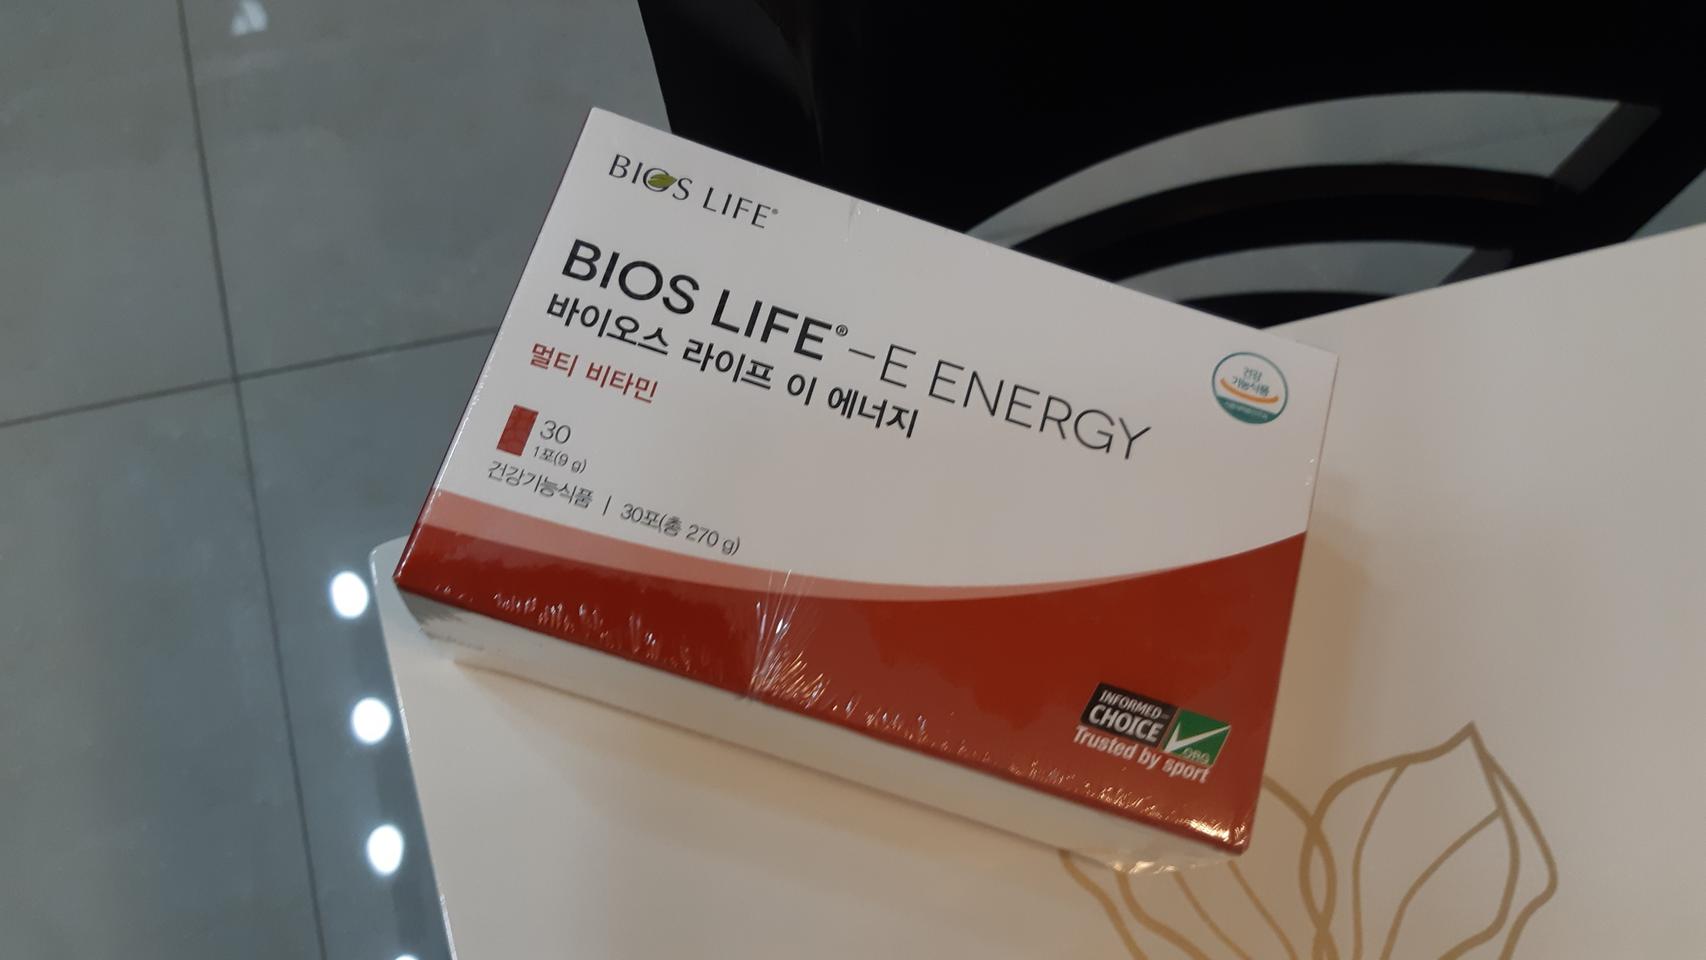 BIOS LIFE®
BIOS LIFE®-E ENERGY
바이오스 라이프 이 에너지
멀티 비타민
30
1포(9 g)
건강기능식품 | 30포(총 270 g)
건강
기능식품
INFORMED-
CHOICE
.ORG
Trusted by sport